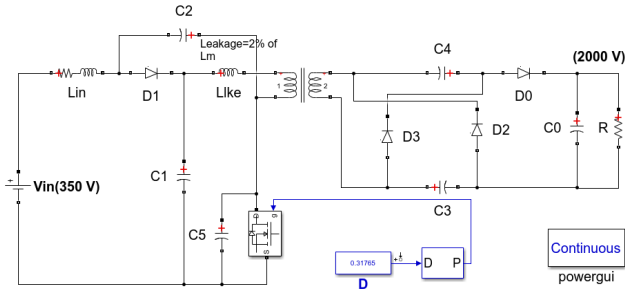 C2
Leakage=2% of
Lm
C4
(2000 V)
Lin
D1
Llke
1
2
D0
D3
D2
C0
R
Vin(350 V)
C1
C3
C5
D
g
S
0.31765
D
P
D
Continuous
powergui